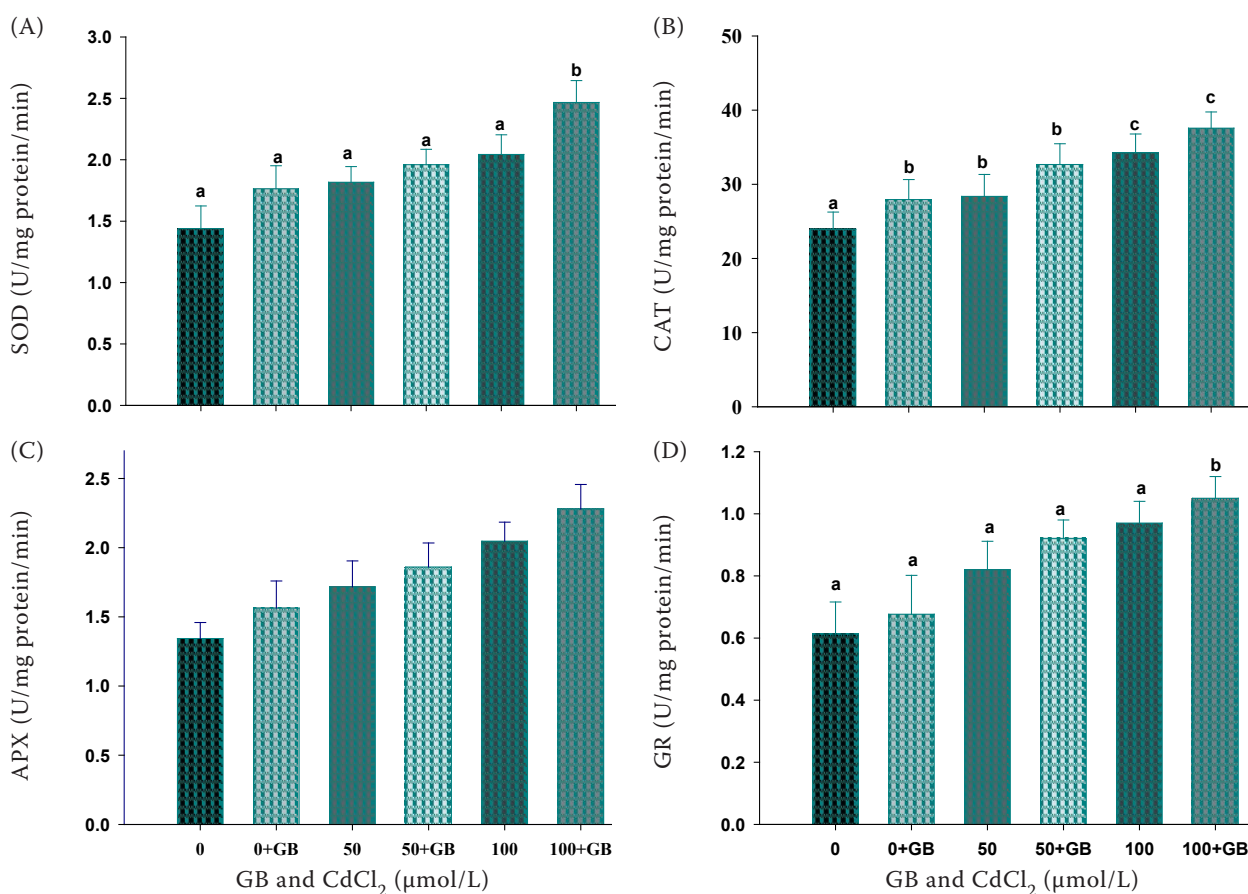 (A)
SOD (U/mg protein/min)
3.0
2.5
2.0
1.5
1.0
0.5
0.0
a
a
a
a
a
b
(B)
CAT (U/mg protein/min)
50
40
30
20
10
0
a
b
b
b
c
c
(C)
APX (U/mg protein/min)
2.5
2.0
1.5
1.0
0.5
0.0
0 0+GB 50 50+GB 100 100+GB
GB and CdCl₂ (μmol/L)
(D)
GR (U/mg protein/min)
1.2
1.0
0.8
0.6
0.4
0.2
0.0
a
a
a
a
a
b
0 0+GB 50 50+GB 100 100+GB
GB and CdCl₂ (μmol/L)